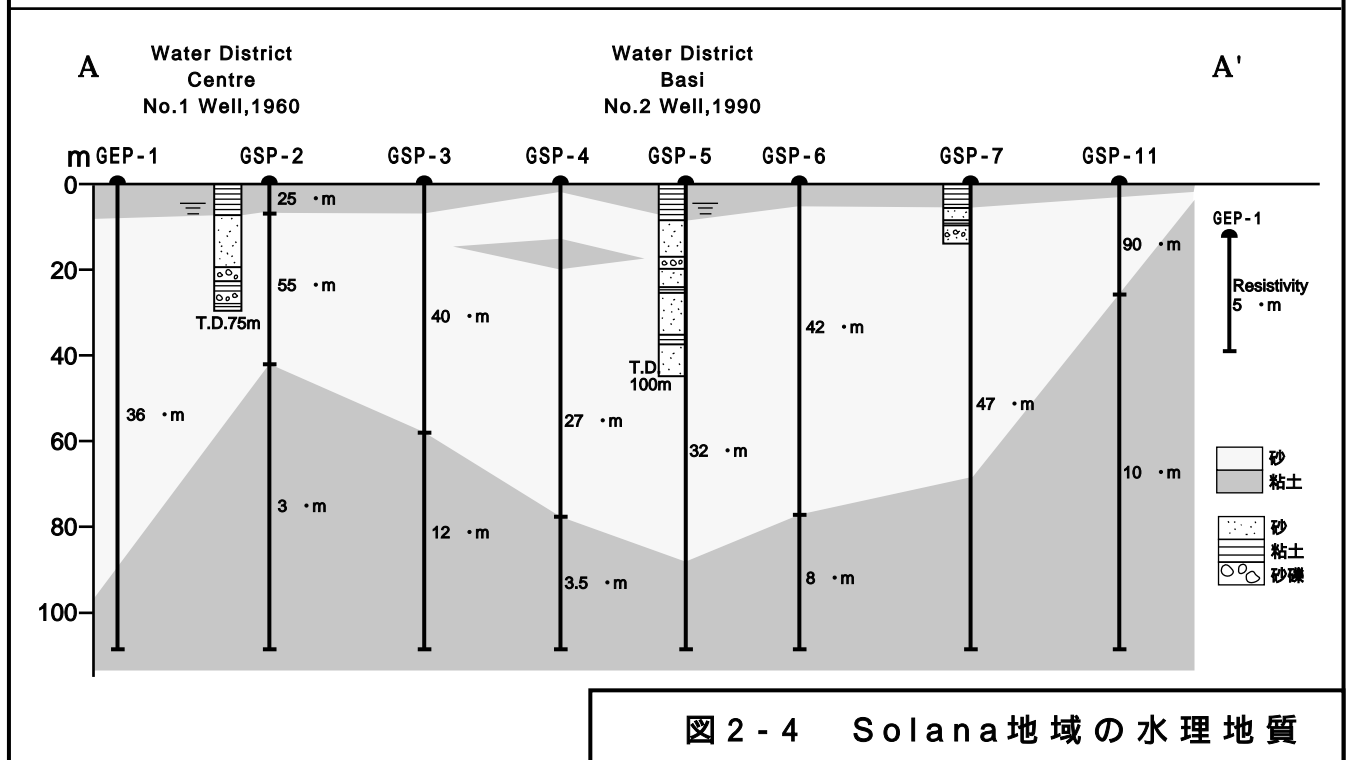 A
Water District
Centre
No.1 Well,1960
Water District
Basi
No.2 Well,1990
A'
m GEP-1 GSP-2 GSP-3 GSP-4 GSP-5 GSP-6 GSP-7 GSP-11
0
20
40
60
80
100
25 ・m
55 ・m
T.D.75m
36 ・m
3 ・m
40 ・m
12 ・m
27 ・m
3.5 ・m
T.D.
100m
32 ・m
42 ・m
8 ・m
47 ・m
90 ・m
10 ・m
GEP-1
Resistivity
5 ・m
砂
粘土
砂
粘土
砂礫
図2-4 Solana地域の水理地質